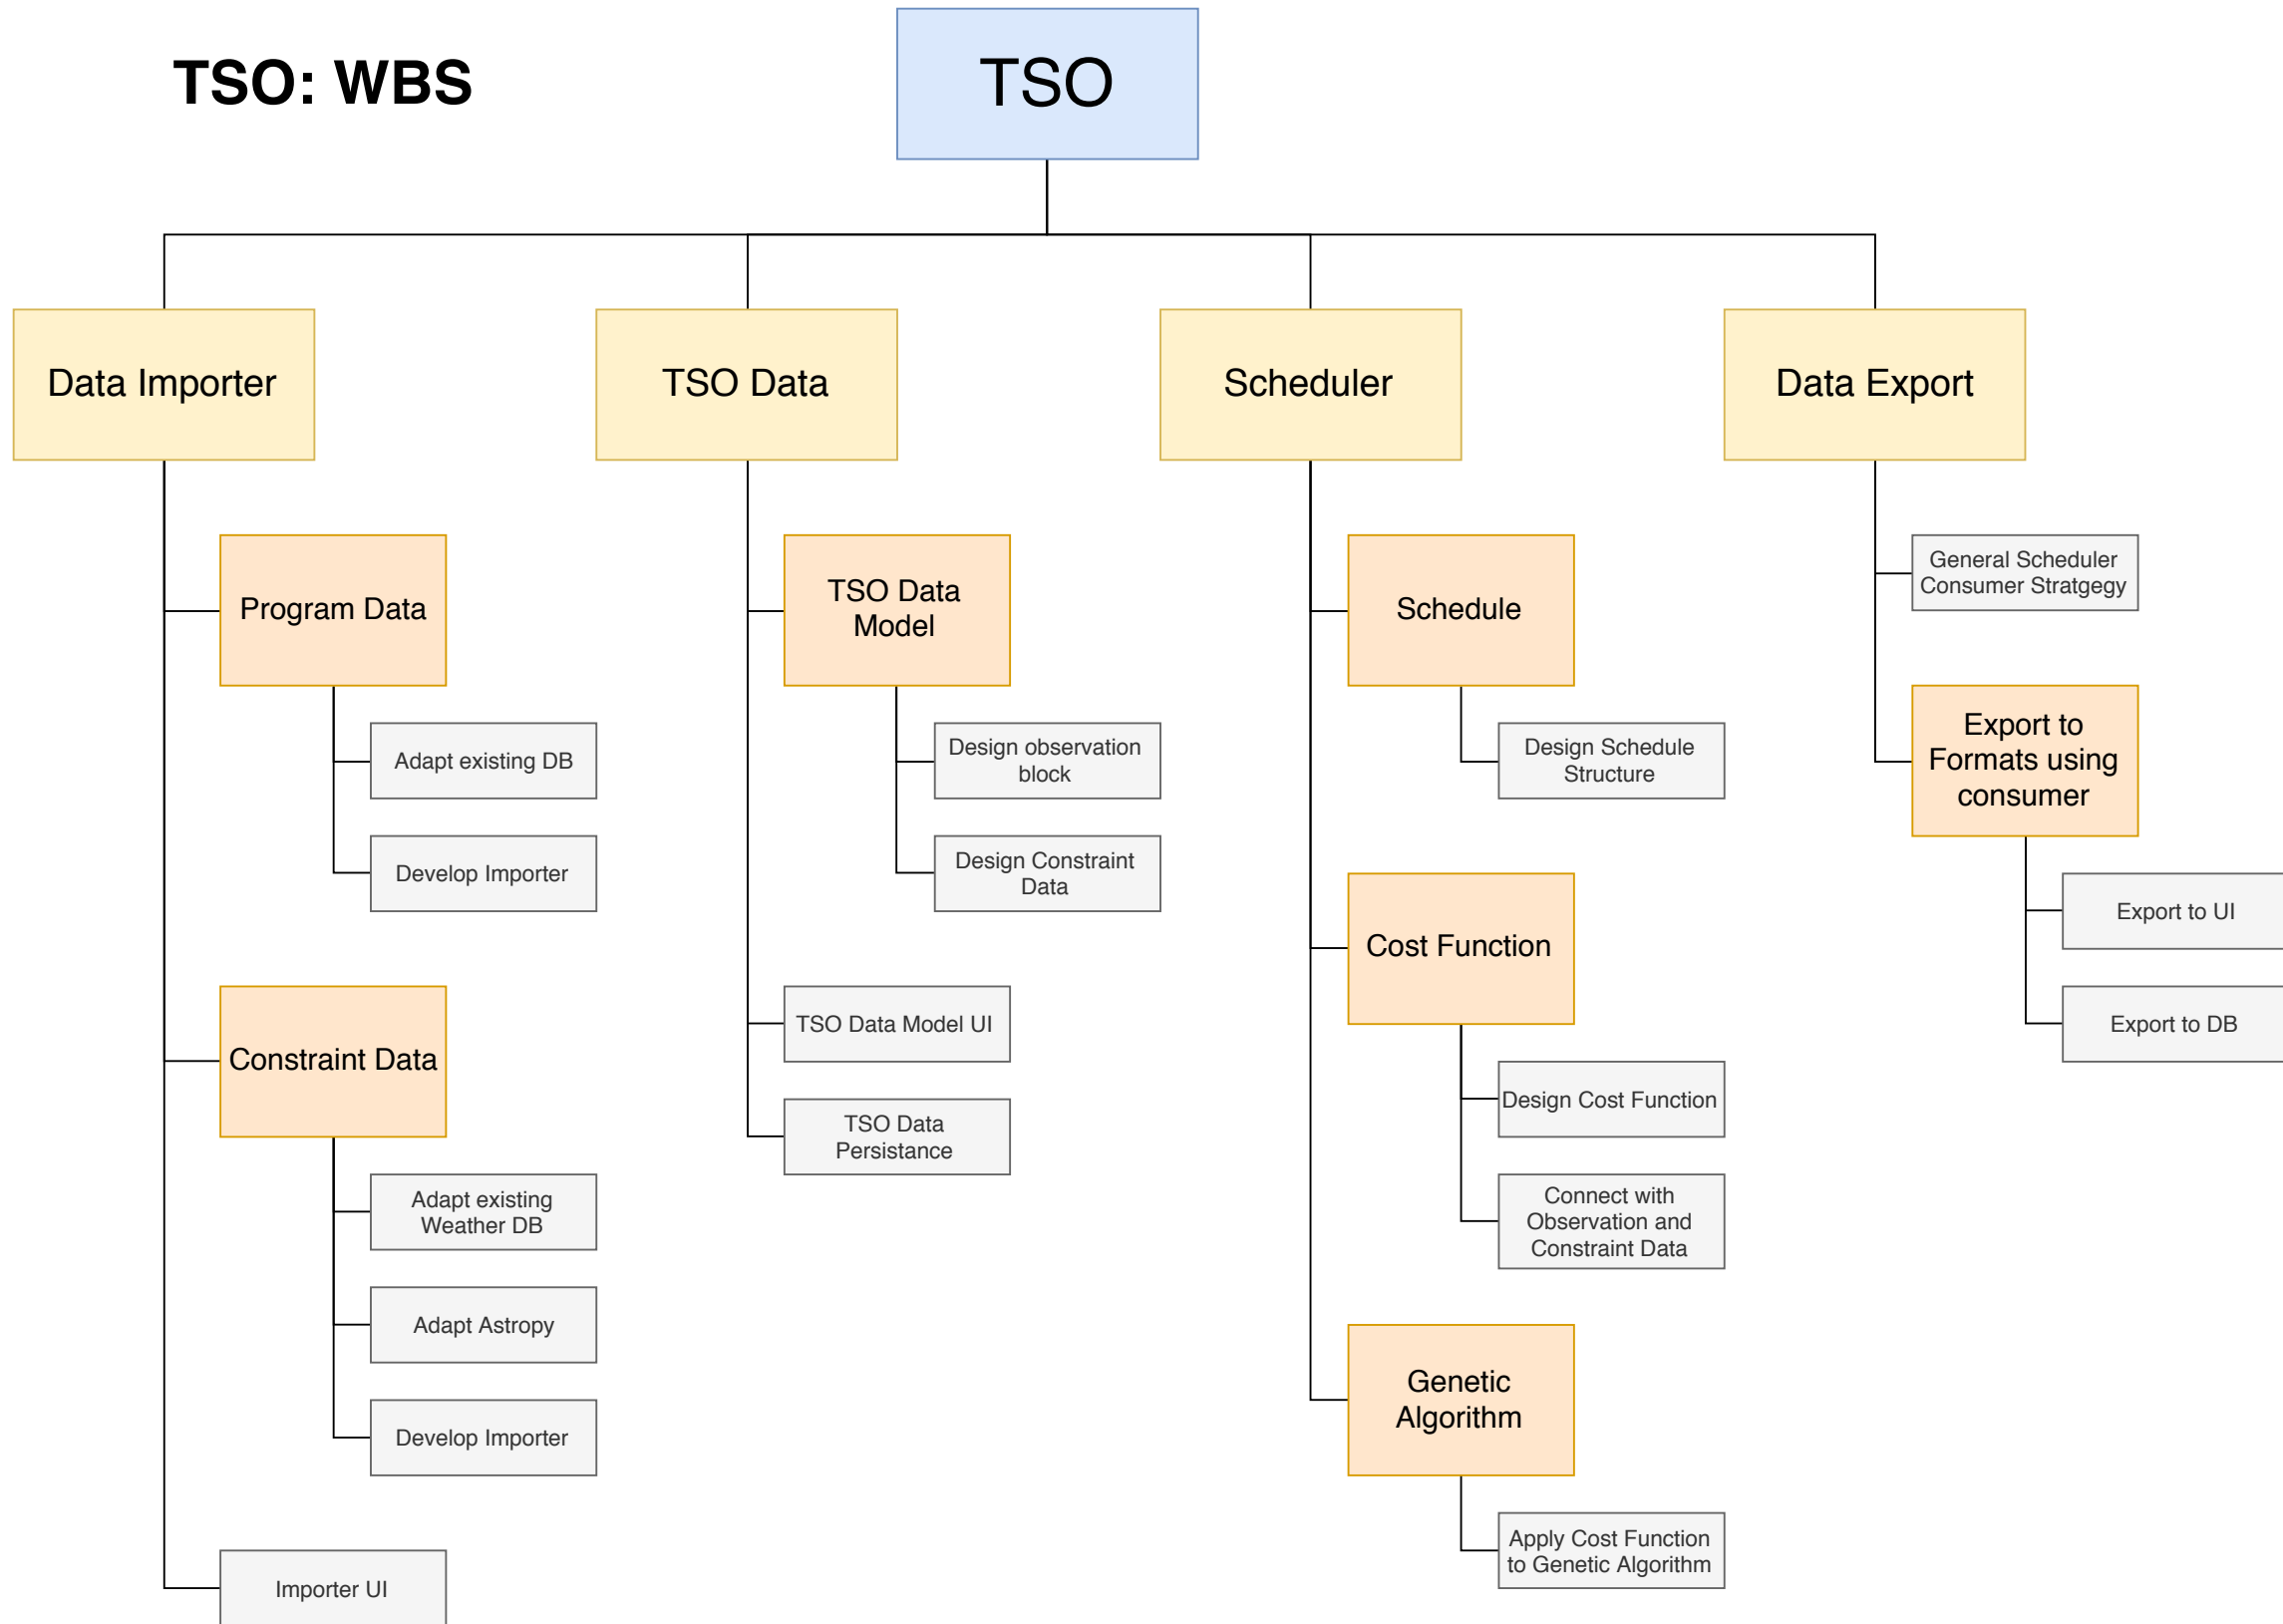 TSO: WBS
TSO
Data Importer
TSO Data
Scheduler
Data Export
Program Data
Adapt existing DB
Develop Importer
Constraint Data
Adapt existing
Weather DB
Adapt Astropy
Develop Importer
Importer UI
TSO Data
Model
Design observation
block
Design Constraint
Data
TSO Data Model UI
TSO Data
Persistance
Schedule
Design Schedule
Structure
Cost Function
Design Cost Function
Connect with
Observation and
Constraint Data
Genetic
Algorithm
Apply Cost Function
to Genetic Algorithm
General Scheduler
Consumer Stratgegy
Export to
Formats using
consumer
Export to UI
Export to DB